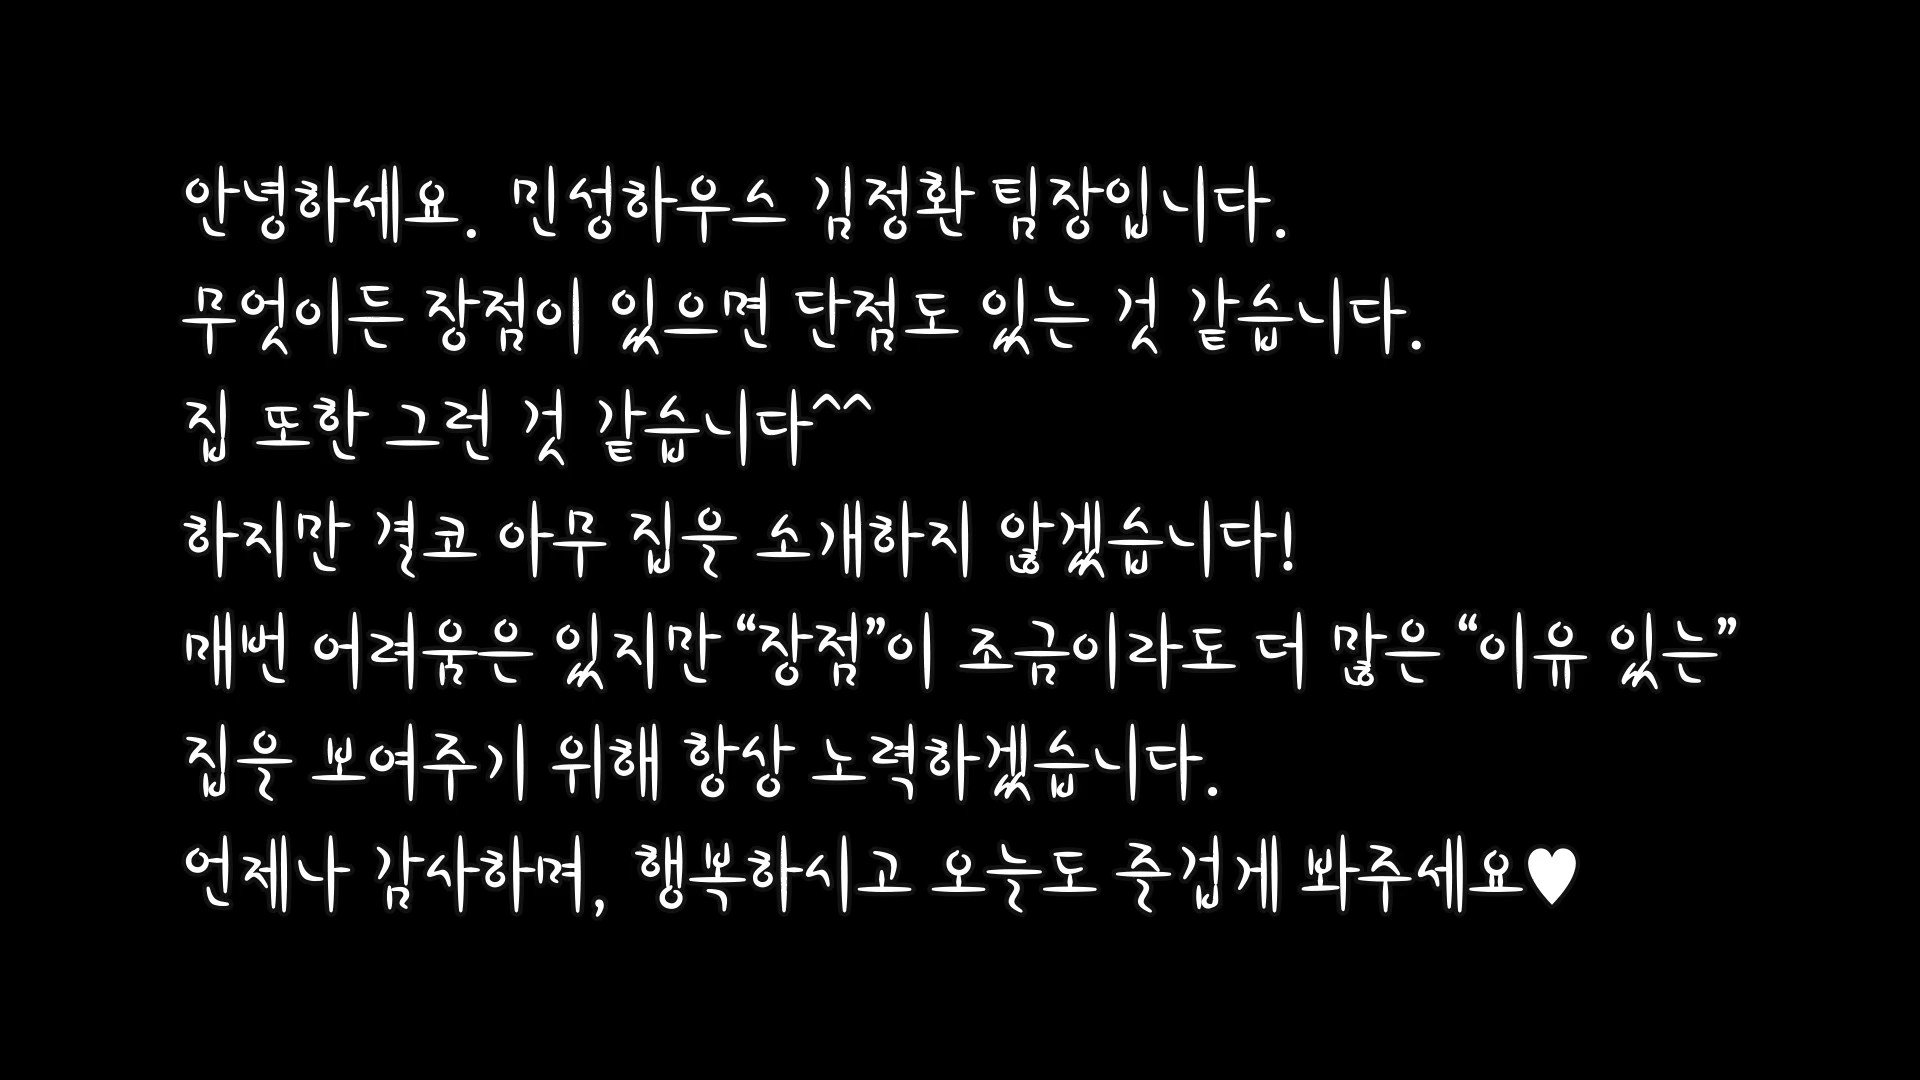 안녕하세요. 민성하우스 김정환 팀장입니다.
무엇이든 장점이 있으면 단점도 있는 것 같습니다.
집 또한 그런 것 같습니다^^
하지만 결코 아무 집을 소개하지 않겠습니다!
매번 어려움은 있지만 “장점”이 조금이라도 더 많은 “이유 있는”
집을 보여주기 위해 항상 노력하겠습니다.
언제나 감사하며, 행복하시고 오늘도 즐겁게 봐주세요♥